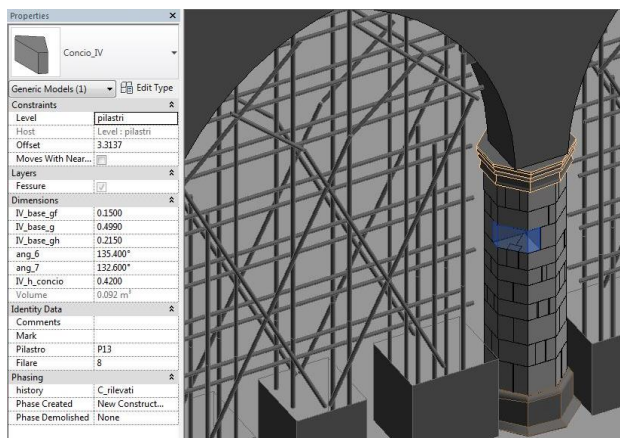 Properties
Concio_IV
Generic Models (1) Edit Type
Constraints
Level pilastri
Host Level : pilastri
Offset 3.3137
Moves With Near...
Layers
Fessure
Dimensions
IV_base_gf 0.1500
IV_base_g 0.4990
IV_base_gh 0.2150
ang_6 135.400°
ang_7 132.600°
IV_h_concio 0.4200
Volume 0.092 m³
Identity Data
Comments
Mark
Pilastro P13
Filare 8
Phasing
history C_rilevati
Phase Created New Construct...
Phase Demolished None